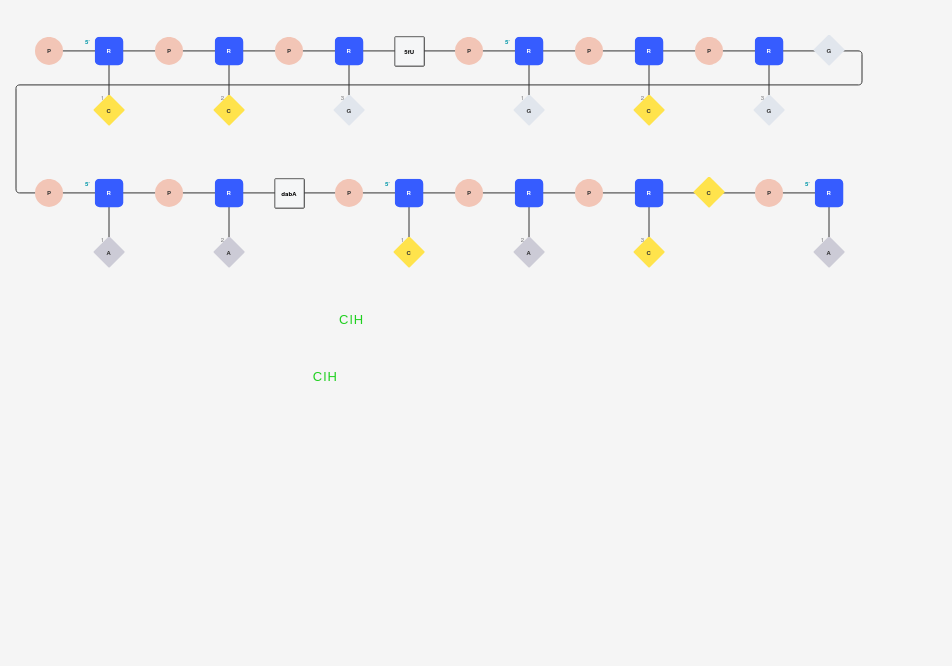 P 5' R P R P R 5fU P 5' R P R P R G
1 C 2 C 3 G 1 G 2 C 3 G
P 5' R P R dabA P 5' R P R P R C P 5' R
1 A 2 A 1 C 2 A 3 C 1 A
ClH
ClH